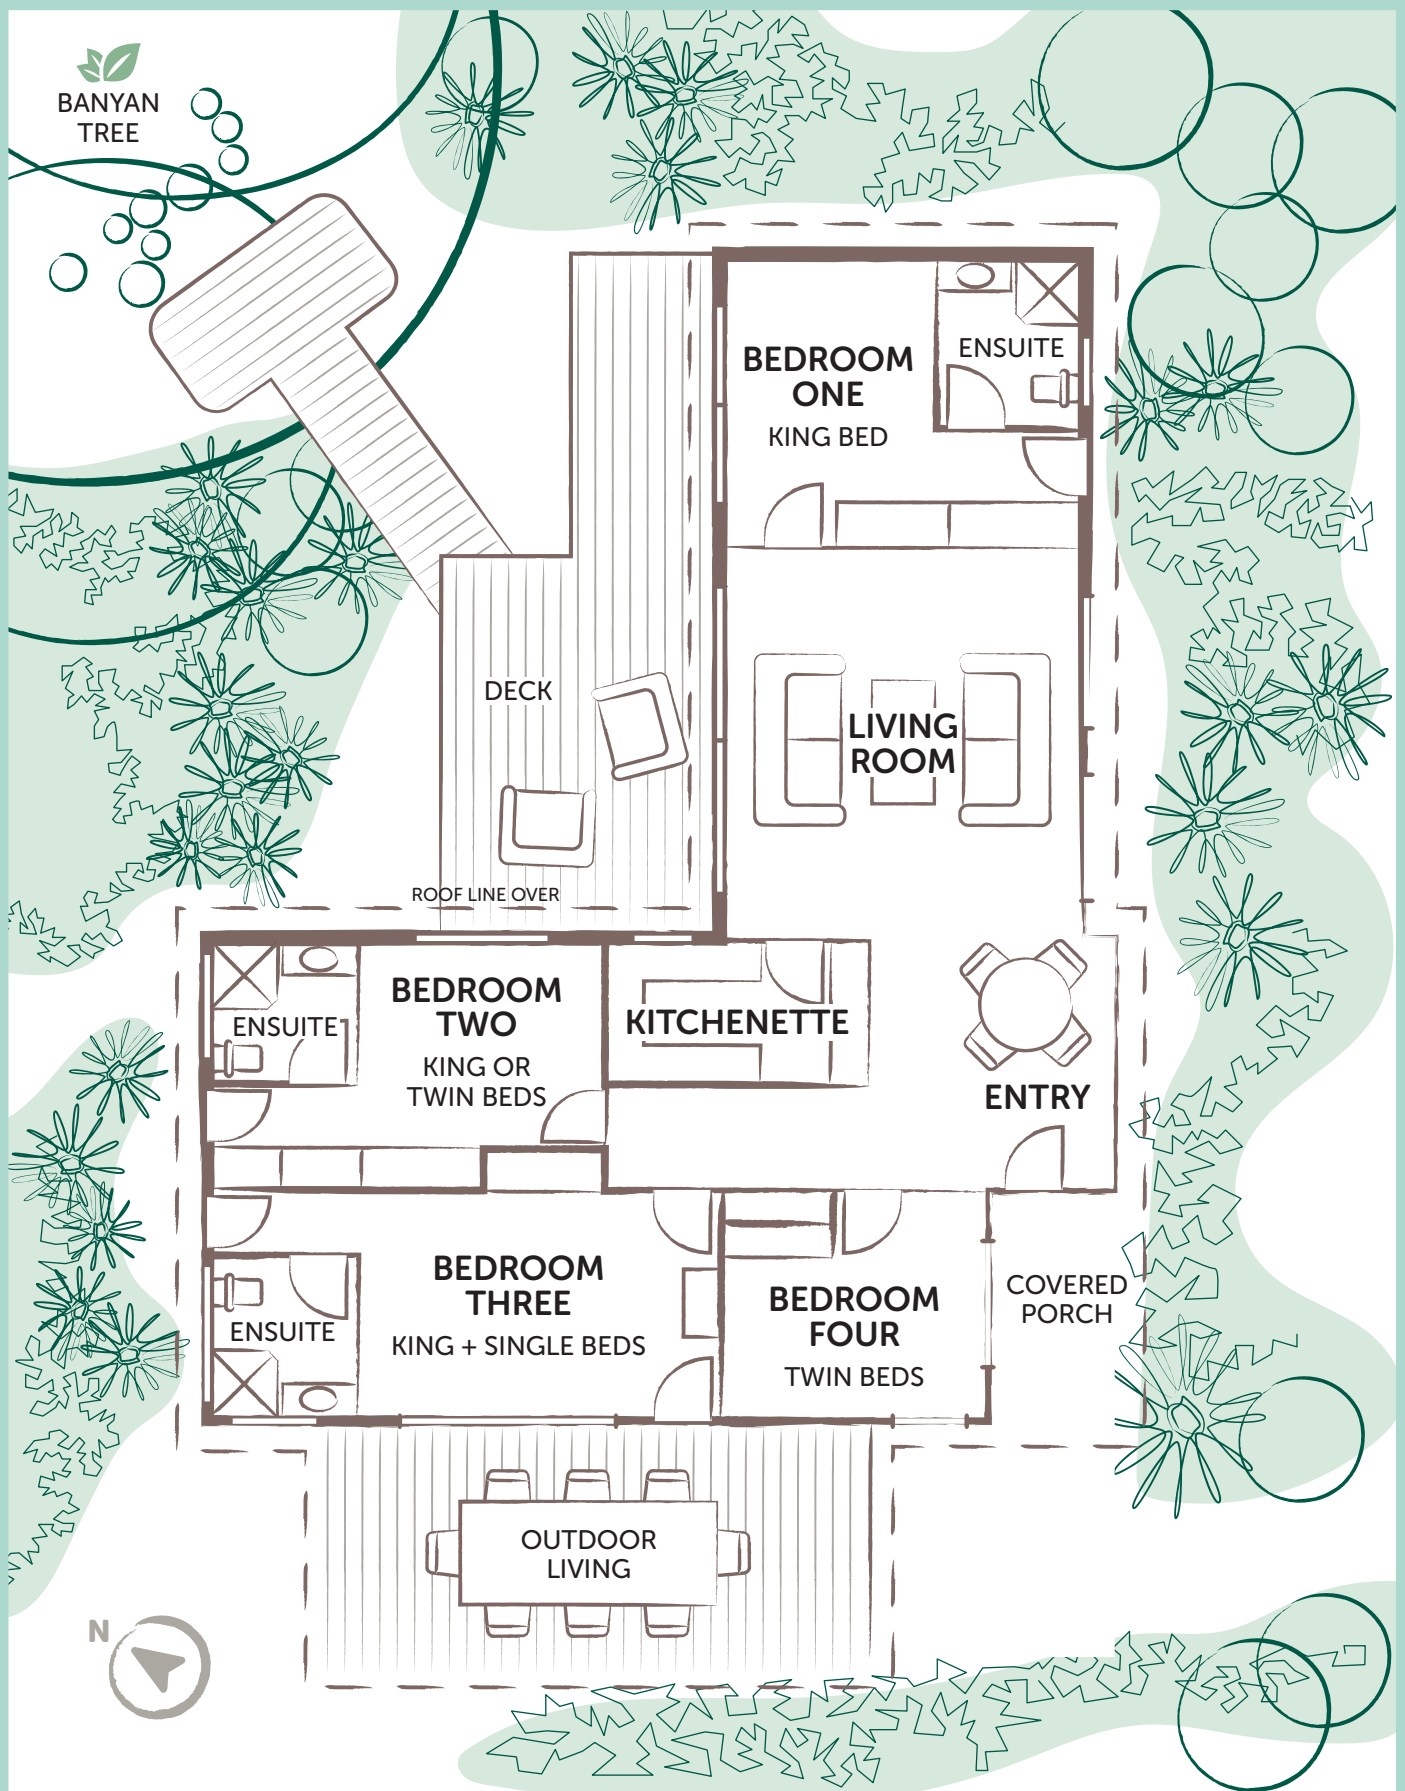 BANYAN
TREE
BEDROOM
ONE
KING BED
ENSUITE
DECK
LIVING
ROOM
ROOF LINE OVER
ENSUITE
BEDROOM
TWO
KING OR
TWIN BEDS
KITCHENETTE
ENTRY
BEDROOM
THREE
KING + SINGLE BEDS
ENSUITE
BEDROOM
FOUR
TWIN BEDS
COVERED
PORCH
OUTDOOR
LIVING
N